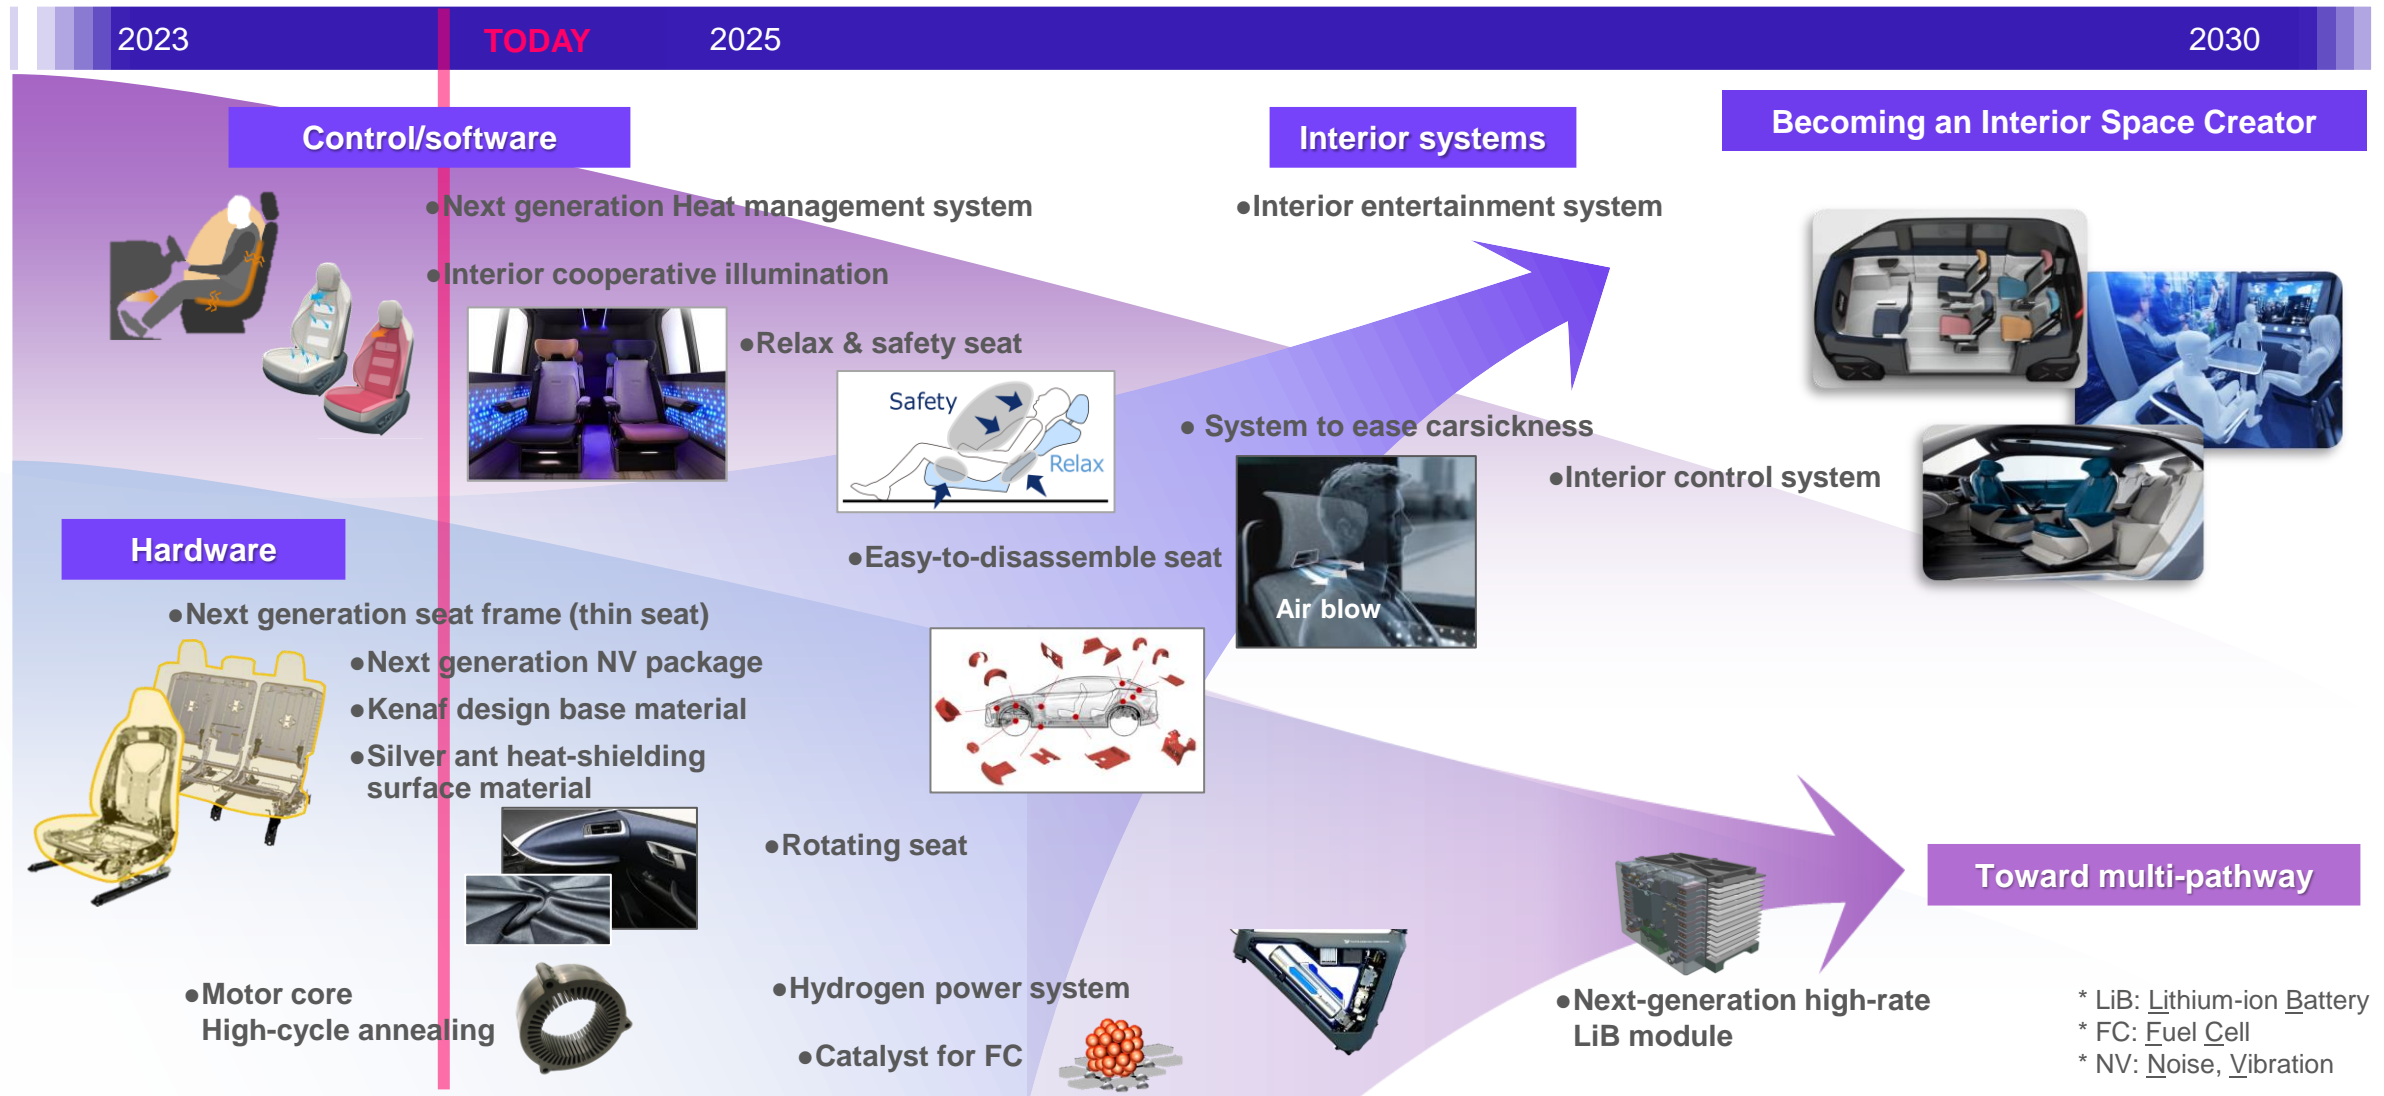 2023
TODAY
2025
2030
Control/software
Interior systems
Becoming an Interior Space Creator
●Next generation Heat management system
●Interior entertainment system
●Interior cooperative illumination
●Relax & safety seat
Safety
Relax
● System to ease carsickness
●Interior control system
Air blow
Hardware
●Easy-to-disassemble seat
●Next generation seat frame (thin seat)
●Next generation NV package
●Kenaf design base material
●Silver ant heat-shielding
surface material
●Rotating seat
Toward multi-pathway
●Motor core
High-cycle annealing
●Hydrogen power system
●Catalyst for FC
●Next-generation high-rate
LiB module
* LiB: Lithium-ion Battery
* FC: Fuel Cell
* NV: Noise, Vibration